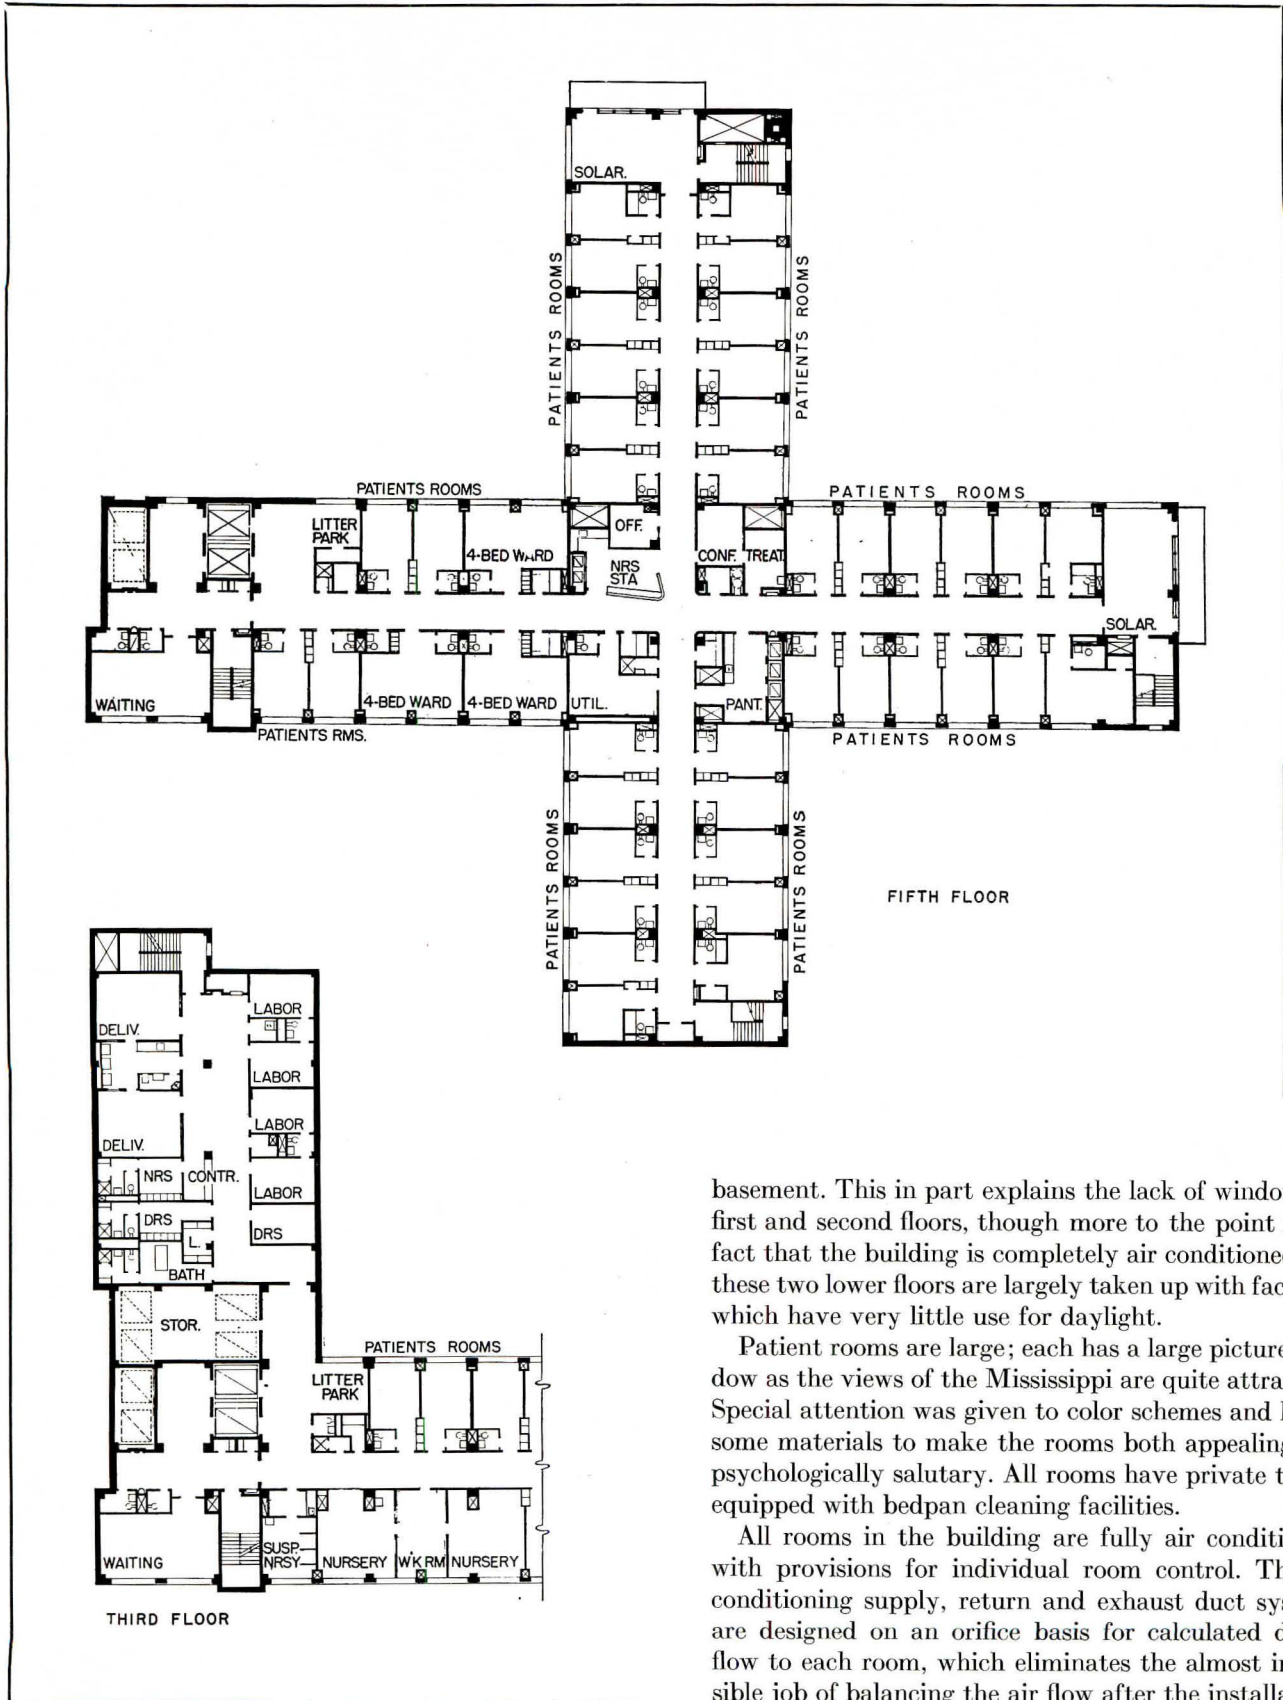 SOLAR.
PATIENTS ROOMS
PATIENTS ROOMS
PATIENTS ROOMS
PATIENTS ROOMS
LITTER
PARK
4-BED WARD
OFF.
NRS
STA
CONF.
TREAT.
SOLAR.
WAITING
4-BED WARD
4-BED WARD
UTIL.
PANT.
PATIENTS RMS.
PATIENTS ROOMS
PATIENTS ROOMS
PATIENTS ROOMS
FIFTH FLOOR
LABOR
DELIV.
LABOR
LABOR
DELIV.
NRS
CONTR.
LABOR
DRS
DRS
BATH
STOR.
PATIENTS ROOMS
LITTER
PARK
WAITING
SUSP.
NRSY
NURSERY
WK RM
NURSERY
THIRD FLOOR
basement. This in part explains the lack of
first and second floors, though more to the point
fact that the building is completely air
these two lower floors are largely taken up with
which have very little use for daylight.
Patient rooms are large; each has a large picture
dow as the views of the Mississippi are quite
Special attention was given to color schemes and
some materials to make the rooms both appealing
psychologically salutary. All rooms have private
equipped with bedpan cleaning facilities.
All rooms in the building are fully air
with provisions for individual room control.
conditioning supply, return and exhaust duct
are designed on an orifice basis for calculated
flow to each room, which eliminates the almost
sible job of balancing the air flow after the